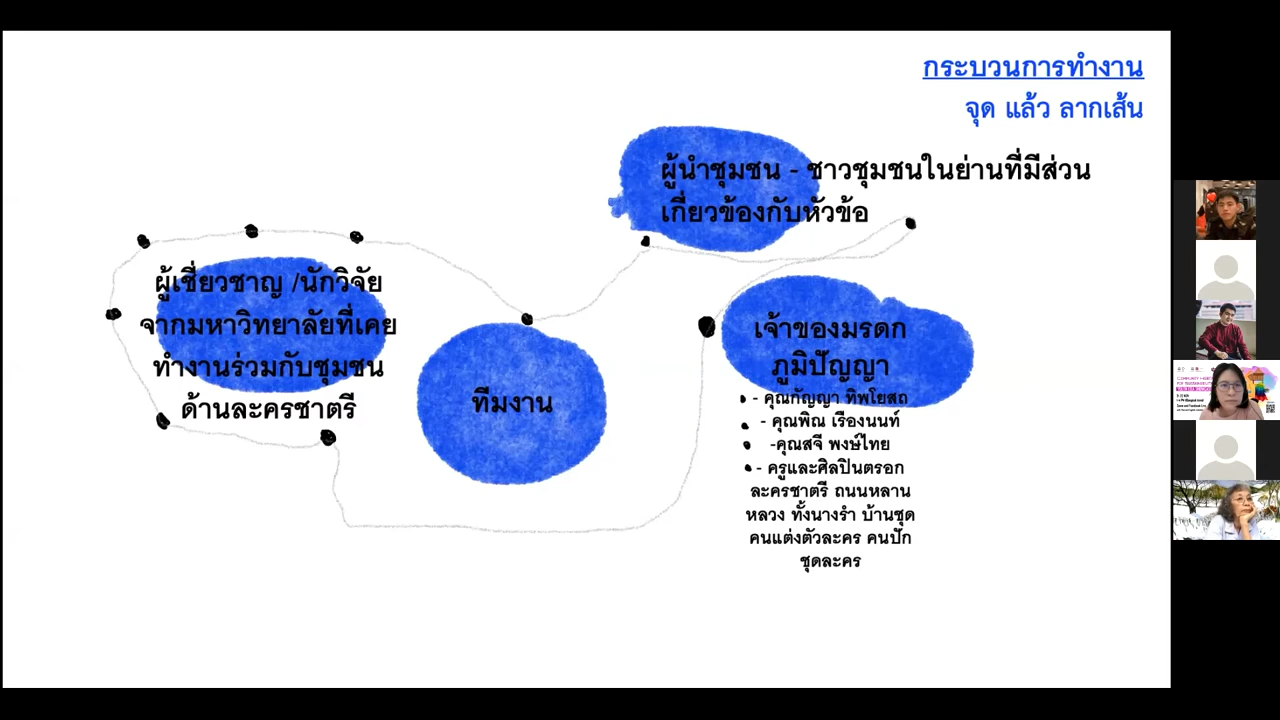 กระบวนการทำงาน
จุด แล้ว ลากเส้น
ผู้นำชุมชน - ชาวชุมชนในย่านที่มีส่วน
เกี่ยวข้องกับหัวข้อ
ผู้เชี่ยวชาญ /นักวิจัย
จากมหาวิทยาลัยที่เคย
ทำงานร่วมกับชุมชน
ด้านละครชาตรี
ทีมงาน
เจ้าของมรดก
ภูมิปัญญา
- คุณกัญญา ทิพโยสถ
- คุณพิณ เรืองนนท์
-คุณสจี พงษ์ไทย
- ครูและศิลปินตรอก
ละครชาตรี ถนนหลาน
หลวง ทั้งนางรำ บ้านชุด
คนแต่งตัวละคร คนปัก
ชุดละคร